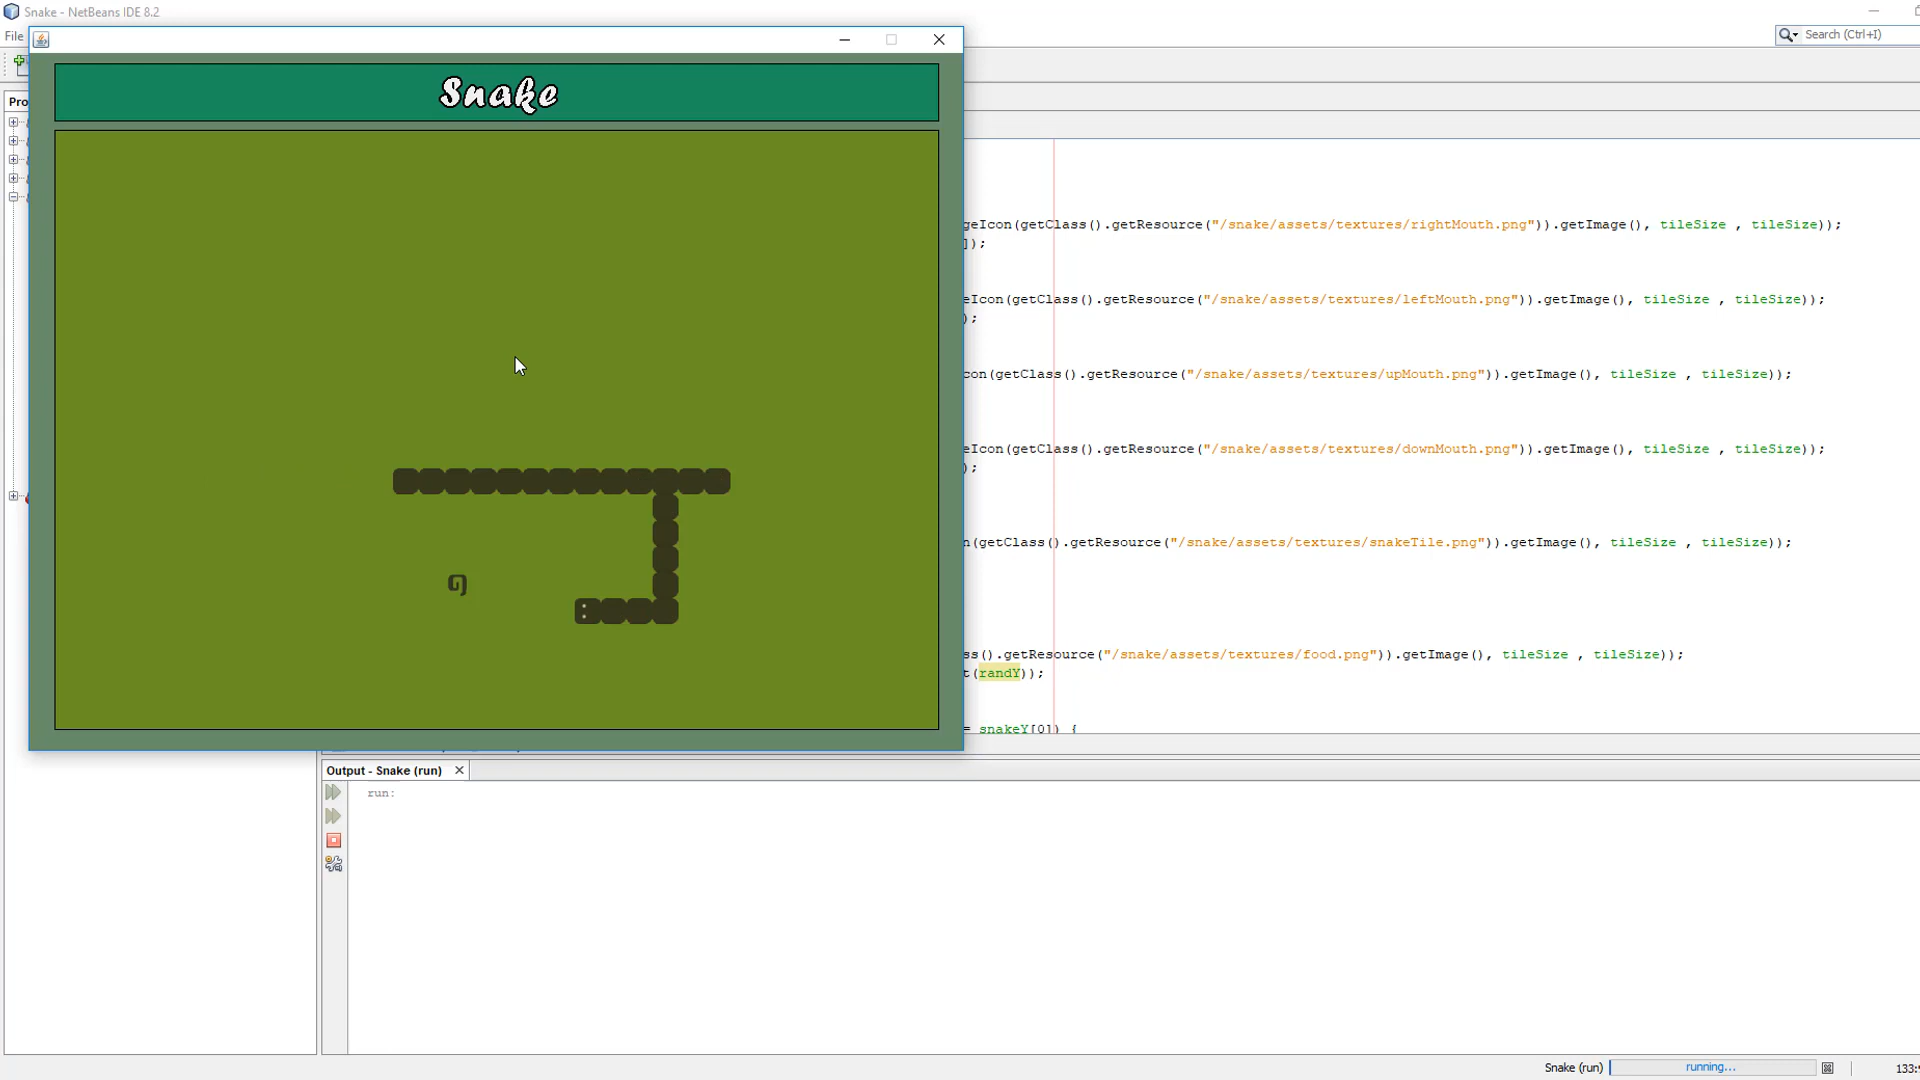 Snake - NetBeans IDE 8.2
File
Search (Ctrl+I)
Snake
Pro
geIcon(getClass().getResource("/snake/assets/textures/rightMouth.png")).getImage(), tileSize , tileSize));
]);
eIcon(getClass().getResource("/snake/assets/textures/leftMouth.png")).getImage(), tileSize , tileSize));
);
con(getClass().getResource("/snake/assets/textures/upMouth.png")).getImage(), tileSize , tileSize));
eIcon(getClass().getResource("/snake/assets/textures/downMouth.png")).getImage(), tileSize , tileSize));
);
n(getClass().getResource("/snake/assets/textures/snakeTile.png")).getImage(), tileSize , tileSize));
ss().getResource("/snake/assets/textures/food.png")).getImage(), tileSize , tileSize));
t(randY));
= snakeY[0]) {
Output - Snake (run)
run:
Snake (run) running... 133: